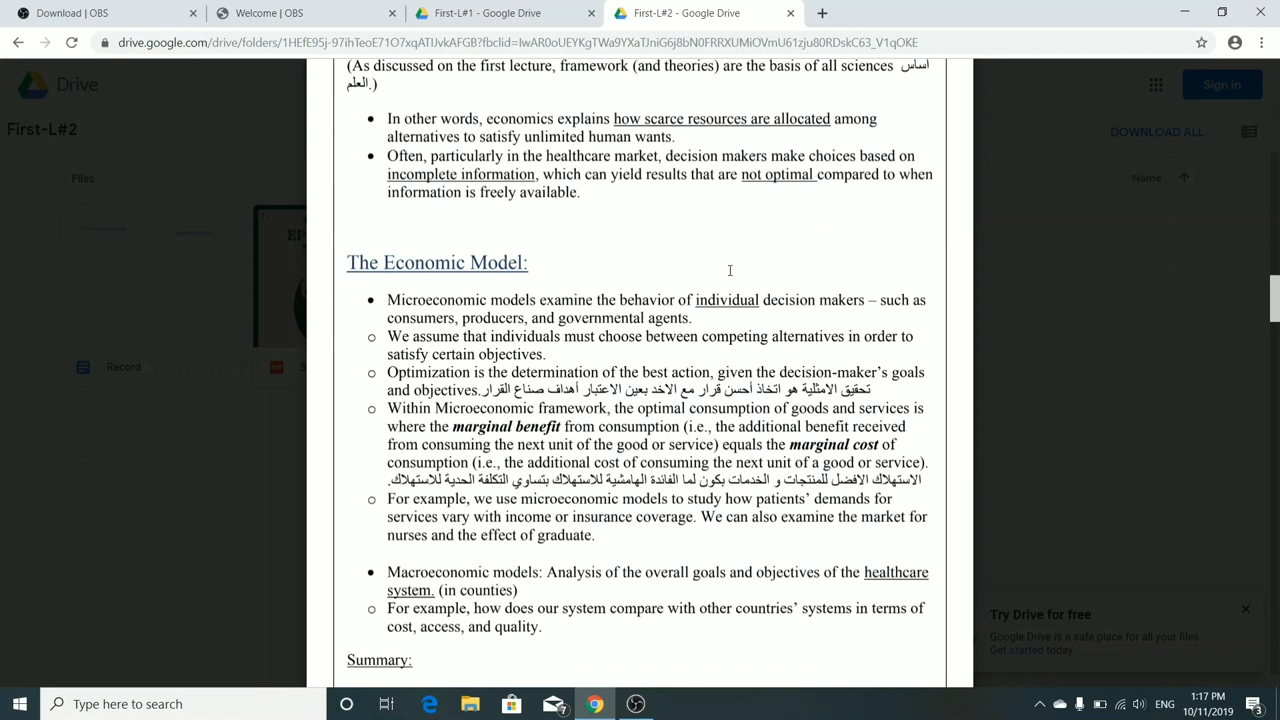 Download | OBS
Welcome | OBS
First-L#1 - Google Drive
First-L#2 - Google Drive
drive.google.com/drive/folders/1HEfE95j-97ihTeoE71O7xqATIJvkAFGB?fbclid=IwAR0oUEYKgTWa9YXaTJniG6j8bN0FRRXUMiOVmU61zju80RDskC63_V1qOKE
Drive
Sign in
First-L#2
DOWNLOAD ALL
Files
Name
Record
(As discussed on the first lecture, framework (and theories) are the basis of all sciences اساس
العلم.)
• In other words, economics explains how scarce resources are allocated among
alternatives to satisfy unlimited human wants.
• Often, particularly in the healthcare market, decision makers make choices based on
incomplete information, which can yield results that are not optimal compared to when
information is freely available.
The Economic Model:
• Microeconomic models examine the behavior of individual decision makers – such as
consumers, producers, and governmental agents.
o We assume that individuals must choose between competing alternatives in order to
satisfy certain objectives.
o Optimization is the determination of the best action, given the decision-maker's goals
and objectives. تحقيق الامثلية هو اتخاذ أحسن قرار مع الاخد بعين الاعتبار أهداف صناع القرار
o Within Microeconomic framework, the optimal consumption of goods and services is
where the marginal benefit from consumption (i.e., the additional benefit received
from consuming the next unit of the good or service) equals the marginal cost of
consumption (i.e., the additional cost of consuming the next unit of a good or service).
الاستهلاك الافضل للمنتجات و الخدمات بكون لما الفائدة الهامشية للاستهلاك بتساوي التكلفة الحدية للاستهلاك.
o For example, we use microeconomic models to study how patients' demands for
services vary with income or insurance coverage. We can also examine the market for
nurses and the effect of graduate.
• Macroeconomic models: Analysis of the overall goals and objectives of the healthcare
system. (in counties)
o For example, how does our system compare with other countries' systems in terms of
cost, access, and quality.
Summary:
Try Drive for free
Google Drive is a safe place for all your files
Get started today.
Type here to search
7
ENG
1:17 PM
10/11/2019
3